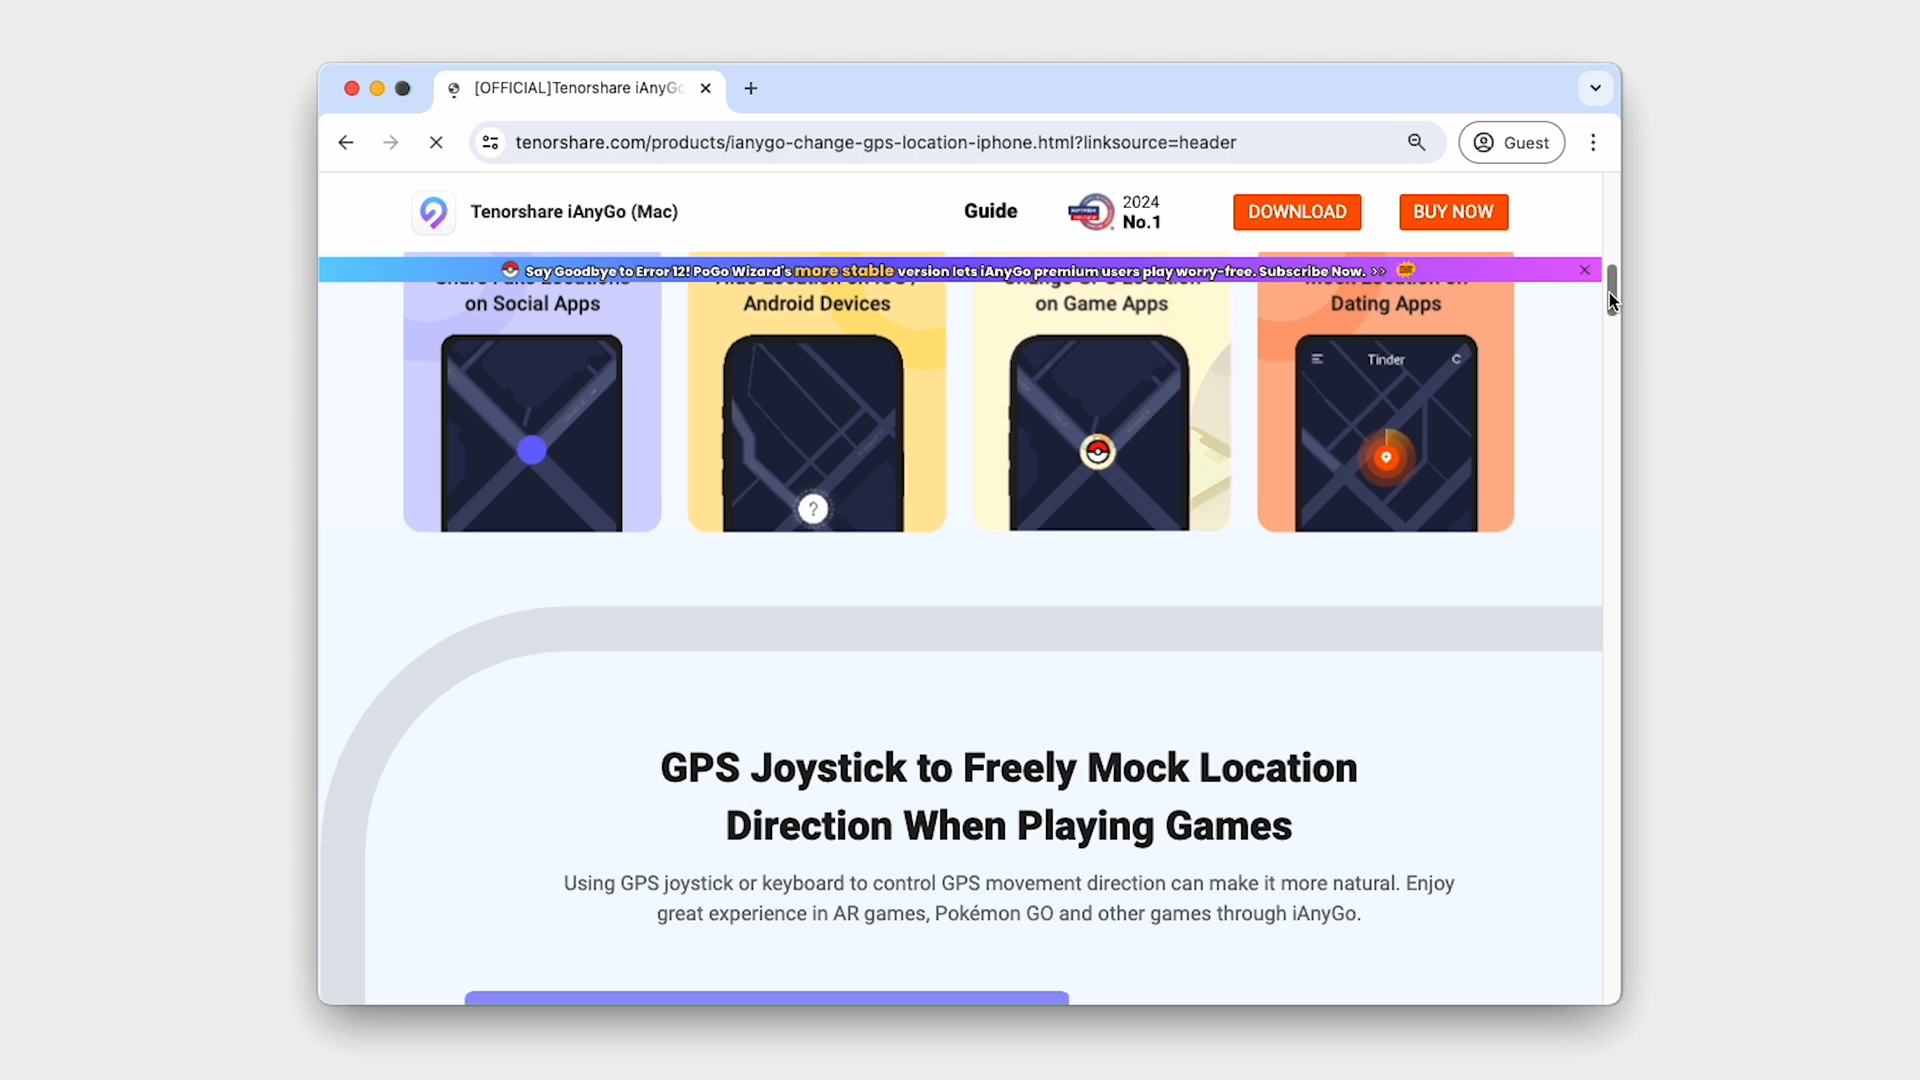 [OFFICIAL]Tenorshare iAnyGo
tenorshare.com/products/ianygo-change-gps-location-iphone.html?linksource=header
Guest
Tenorshare iAnyGo (Mac)
Guide
2024
No.1
DOWNLOAD
BUY NOW
Say Goodbye to Error 12! PoGo Wizard's more stable version lets iAnyGo premium users play worry-free. Subscribe Now. >>
on Social Apps
Android Devices
Change GPS Location
on Game Apps
Dating Apps
Tinder
?
GPS Joystick to Freely Mock Location
Direction When Playing Games
Using GPS joystick or keyboard to control GPS movement direction can make it more natural. Enjoy
great experience in AR games, Pokémon GO and other games through iAnyGo.